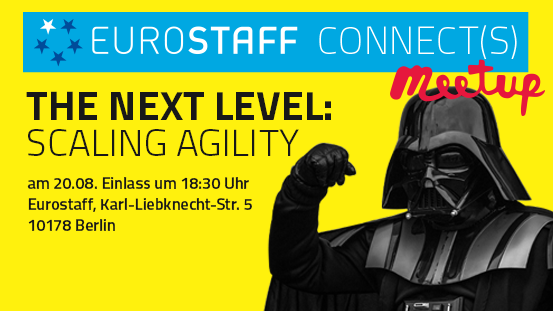 EUROSTAFF CONNECT(S)
meetup
THE NEXT LEVEL:
SCALING AGILITY
am 20.08. Einlass um 18:30 Uhr
Eurostaff, Karl-Liebknecht-Str. 5
10178 Berlin